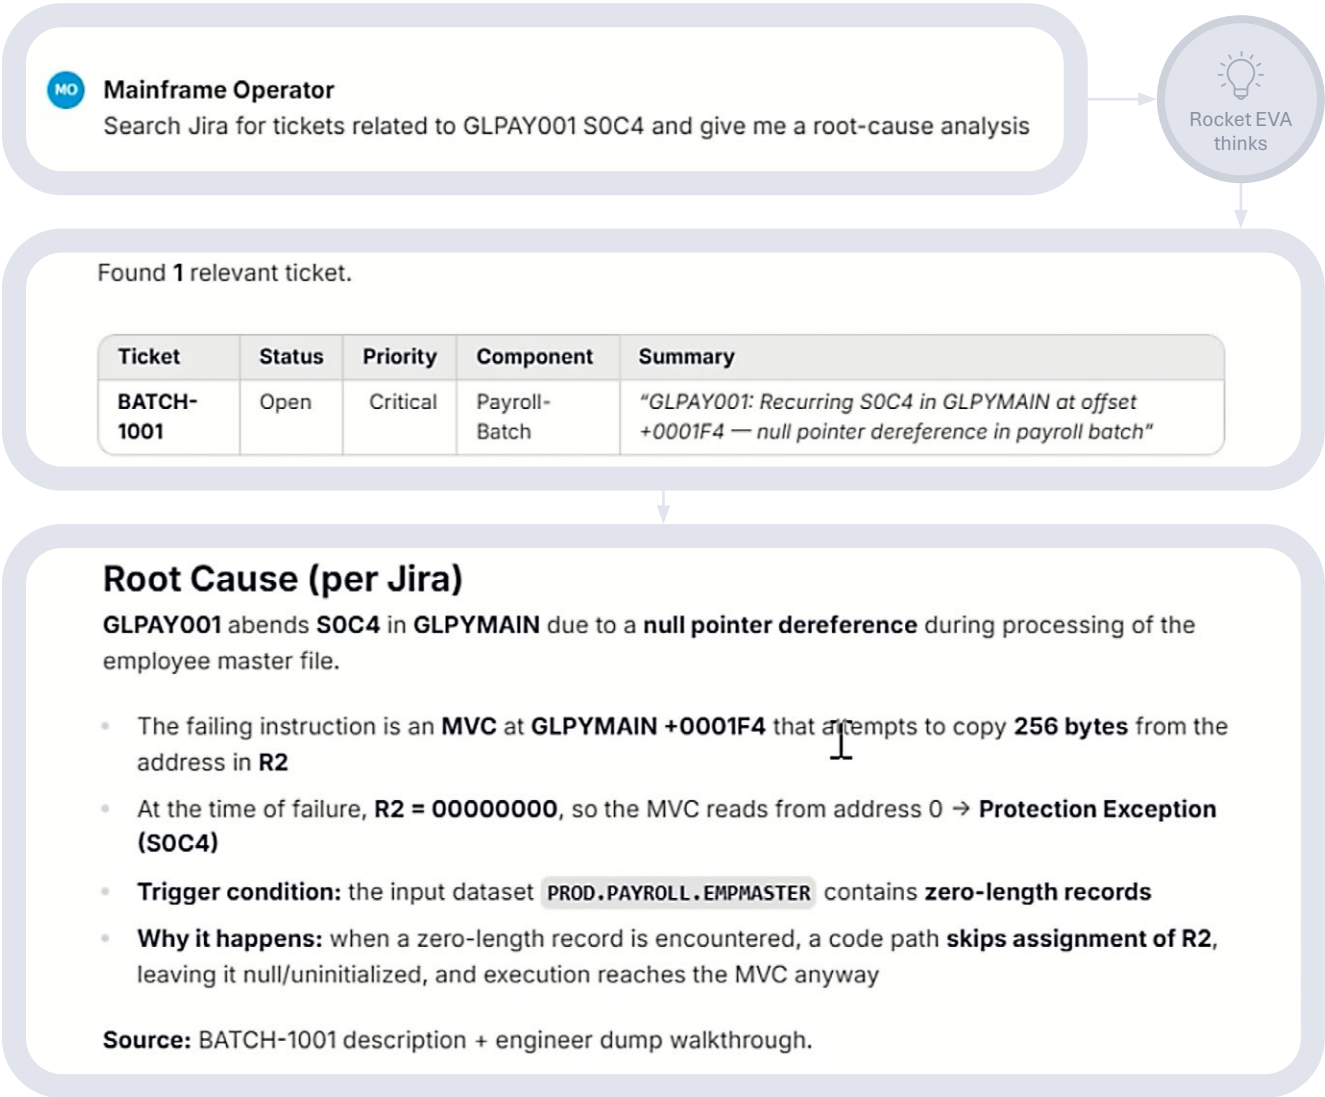 MO
Mainframe Operator
Search Jira for tickets related to GLPAY001 S0C4 and give me a root-cause analysis
Rocket EVA
thinks
Found 1 relevant ticket.
Ticket Status Priority Component Summary
BATCH- Open Critical Payroll- “GLPAY001: Recurring S0C4 in GLPYMAIN at offset
1001 Batch +0001F4 — null pointer dereference in payroll batch”
Root Cause (per Jira)
GLPAY001 abends S0C4 in GLPYMAIN due to a null pointer dereference during processing of the
employee master file.
• The failing instruction is an MVC at GLPYMAIN +0001F4 that attempts to copy 256 bytes from the
address in R2
• At the time of failure, R2 = 00000000, so the MVC reads from address 0 → Protection Exception
(S0C4)
• Trigger condition: the input dataset PROD.PAYROLL.EMPMASTER contains zero-length records
• Why it happens: when a zero-length record is encountered, a code path skips assignment of R2,
leaving it null/uninitialized, and execution reaches the MVC anyway
Source: BATCH-1001 description + engineer dump walkthrough.